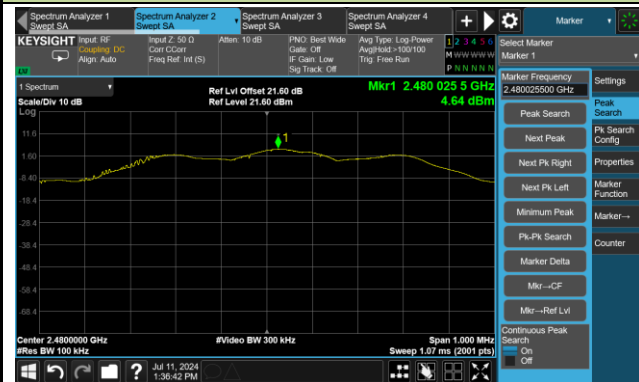 Spectrum Analyzer 1
Swept SA
Spectrum Analyzer 2
Swept SA
Spectrum Analyzer 3
Swept SA
Spectrum Analyzer 4
Swept SA
Marker
KEYSIGHT
Input: RF
Coupling: DC
Align: Auto
Input Z: 50 Ω
Corr CCorr
Freq Ref: Int (S)
Atten: 10 dB
PNO: Best Wide
Gate: Off
IF Gain: Low
Sig Track: Off
Avg Type: Log-Power
Avg|Hold:>100/100
Trig: Free Run
1 2 3 4 5 6
M W W W W W
P N N N N N
LXI
Select Marker
Marker 1
1 Spectrum
Scale/Div 10 dB
Log
Ref Lvl Offset 21.60 dB
Ref Level 21.60 dBm
Mkr1 2.480 025 5 GHz
4.64 dBm
1
11.6
1.60
-8.40
-18.4
-28.4
-38.4
-48.4
-58.4
-68.4
Center 2.4800000 GHz
#Res BW 100 kHz
#Video BW 300 kHz
Span 1.000 MHz
Sweep 1.07 ms (2001 pts)
Marker Frequency
2.480025500 GHz
Peak Search
Next Peak
Next Pk Right
Next Pk Left
Minimum Peak
Pk-Pk Search
Marker Delta
Mkr→CF
Mkr→Ref Lvl
Continuous Peak
Search
On
Off
Settings
Peak
Search
Pk Search
Config
Properties
Marker
Function
Marker→
Counter
Jul 11, 2024
1:36:42 PM